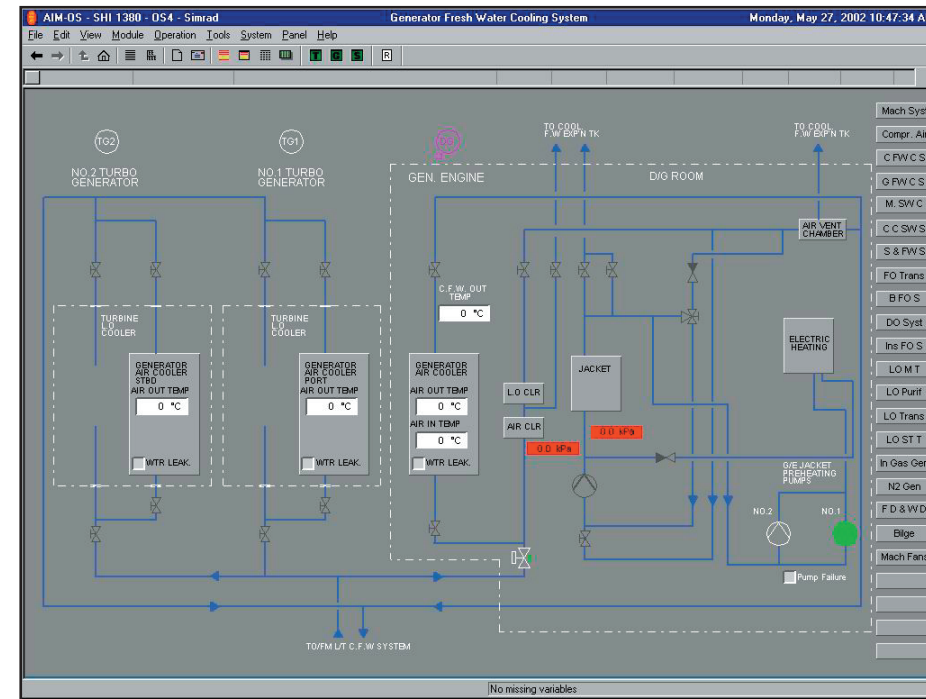 AIM-OS - SHI 1380 - OS4 - Simrad
Generator Fresh Water Cooling System
Monday, May 27, 2002 10:47:34 A
File Edit View Module Operation Tools System Panel Help
T G S R
TG2
NO.2 TURBO
GENERATOR
TG1
NO.1 TURBO
GENERATOR
DG
GEN. ENGINE
TO COOL.
F.W EXP'N TK
D/G ROOM
TO COOL.
F.W EXP'N TK
AIR VENT
CHAMBER
C.F.W. OUT
TEMP
0 °C
TURBINE
L.O
COOLER
GENERATOR
AIR COOLER
STBD
AIR OUT TEMP
0 °C
WTR LEAK.
TURBINE
L.O
COOLER
GENERATOR
AIR COOLER
PORT
AIR OUT TEMP
0 °C
WTR LEAK.
GENERATOR
AIR COOLER
AIR OUT TEMP
0 °C
AIR IN TEMP
0 °C
WTR LEAK.
L.O CLR
AIR CLR
0.0 kPa
JACKET
0.0 kPa
ELECTRIC
HEATING
G/E JACKET
PREHEATING
PUMPS
NO.2
NO.1
Pump Failure
TO/FM L/T C.F.W SYSTEM
Mach Sys
Compr. Air
C FW C S
G FW C S
M. SW C
C C SW S
S & FW S
FO Trans
B FO S
DO Syst
Ins FO S
LO M T
LO Purif
LO Trans
LO ST T
In Gas Gen
N2 Gen
F D & W D
Bilge
Mach Fans
No missing variables